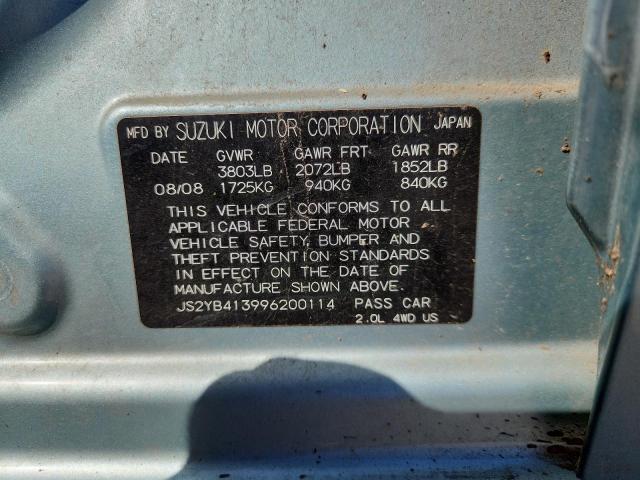 MFD BY SUZUKI MOTOR CORPORATION JAPAN
DATE GVWR GAWR FRT GAWR RR
3803LB 2072LB 1852LB
08/08 1725KG 940KG 840KG
THIS VEHICLE CONFORMS TO ALL
APPLICABLE FEDERAL MOTOR
VEHICLE SAFETY, BUMPER AND
THEFT PREVENTION STANDARDS
IN EFFECT ON THE DATE OF
MANUFACTURE SHOWN ABOVE.
JS2YB413996200114 PASS CAR
2.0L 4WD US